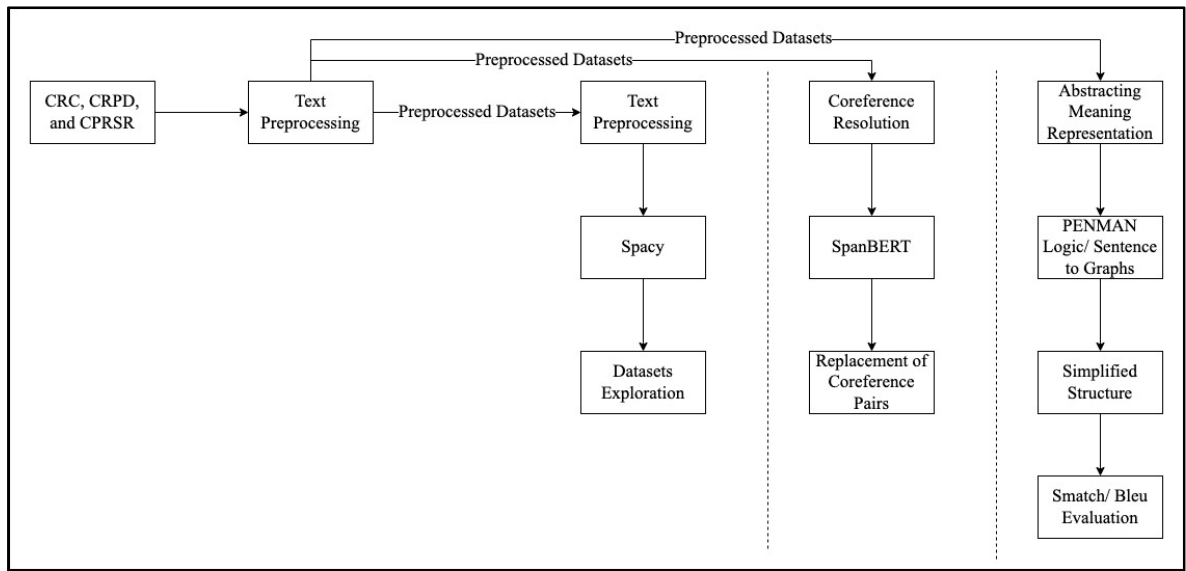 Preprocessed Datasets
Preprocessed Datasets
CRC, CRPD,
and CPRSR
Text
Preprocessing
Preprocessed Datasets
Text
Preprocessing
Coreference
Resolution
Abstracting
Meaning
Representation
Spacy
SpanBERT
PENMAN
Logic/ Sentence
to Graphs
Datasets
Exploration
Replacement of
Coreference
Pairs
Simplified
Structure
Smatch/ Bleu
Evaluation